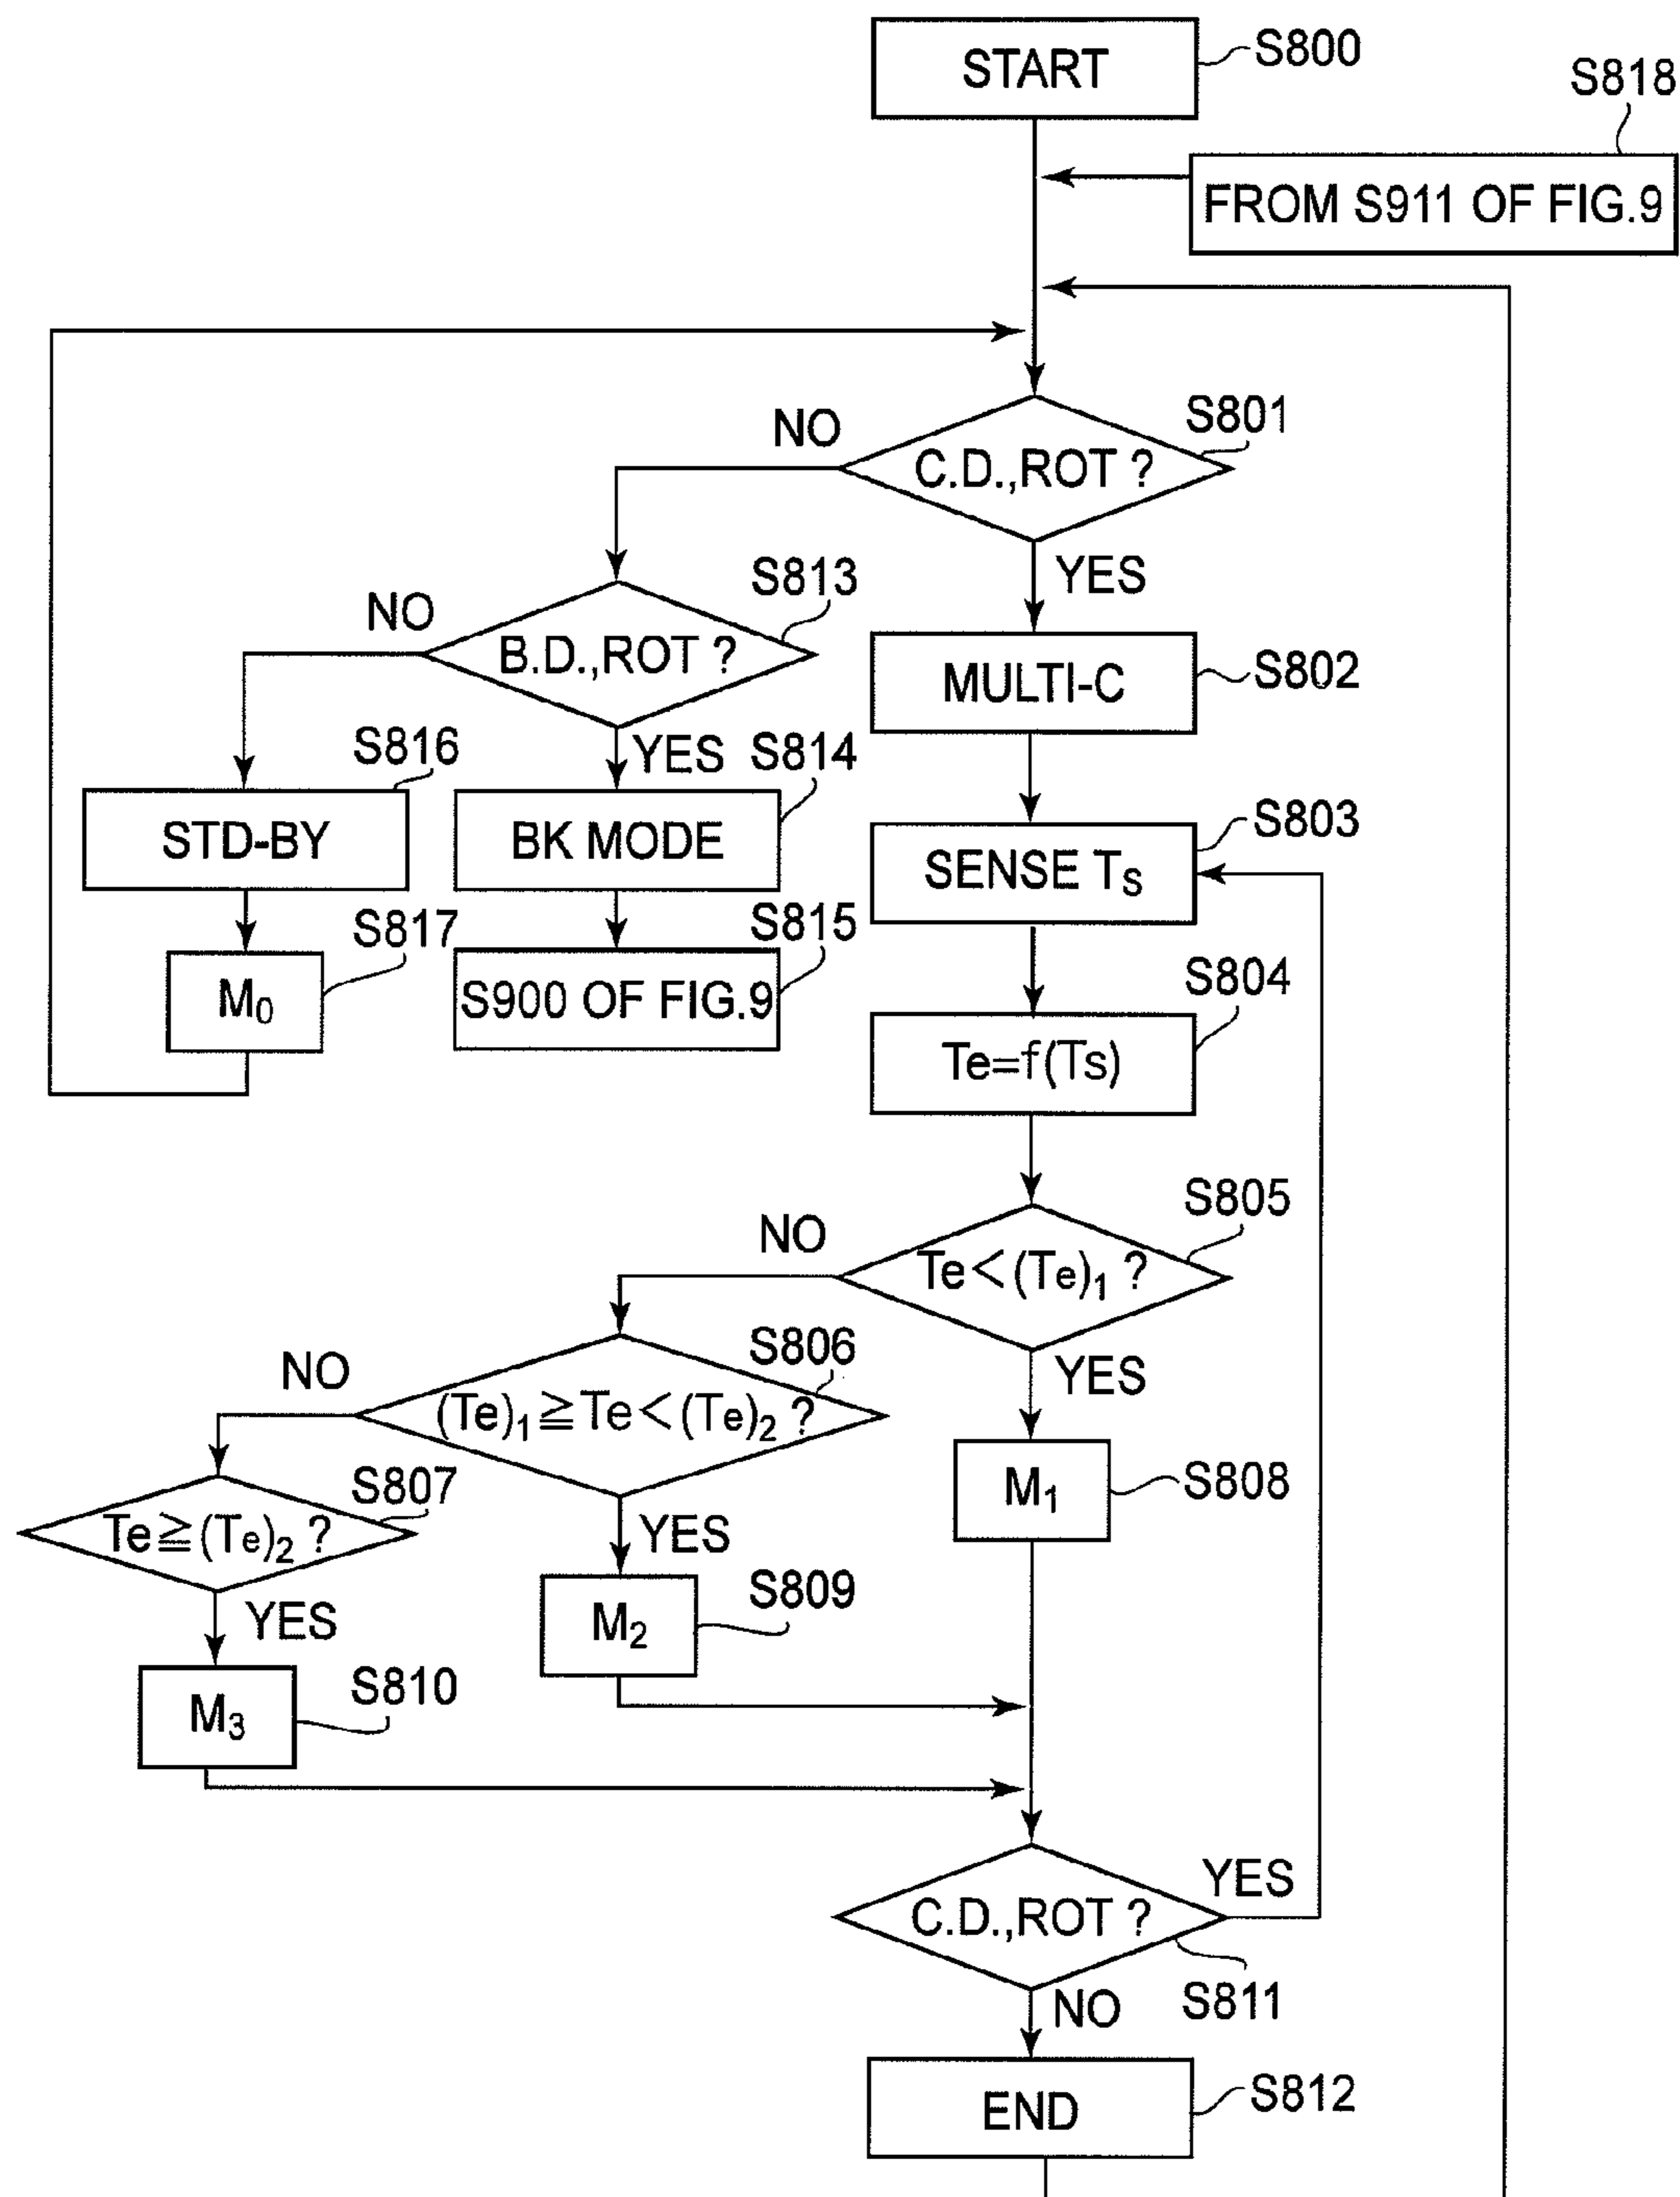 START
S800
S818
FROM S911 OF FIG.9
S801
NO
C.D.,ROT ?
YES
S813
NO
B.D.,ROT ?
MULTI-C
S802
S816
YES
S814
STD-BY
BK MODE
SENSE TS
S803
S817
S815
M0
S900 OF FIG.9
S804
Te=f(Ts)
S805
NO
Te<(Te)1 ?
S806
NO
YES
(Te)1≧Te<(Te)2 ?
S807
Te≧(Te)2 ?
M1
S808
YES
YES
M2
S809
M3
S810
YES
C.D.,ROT ?
S811
NO
END
S812